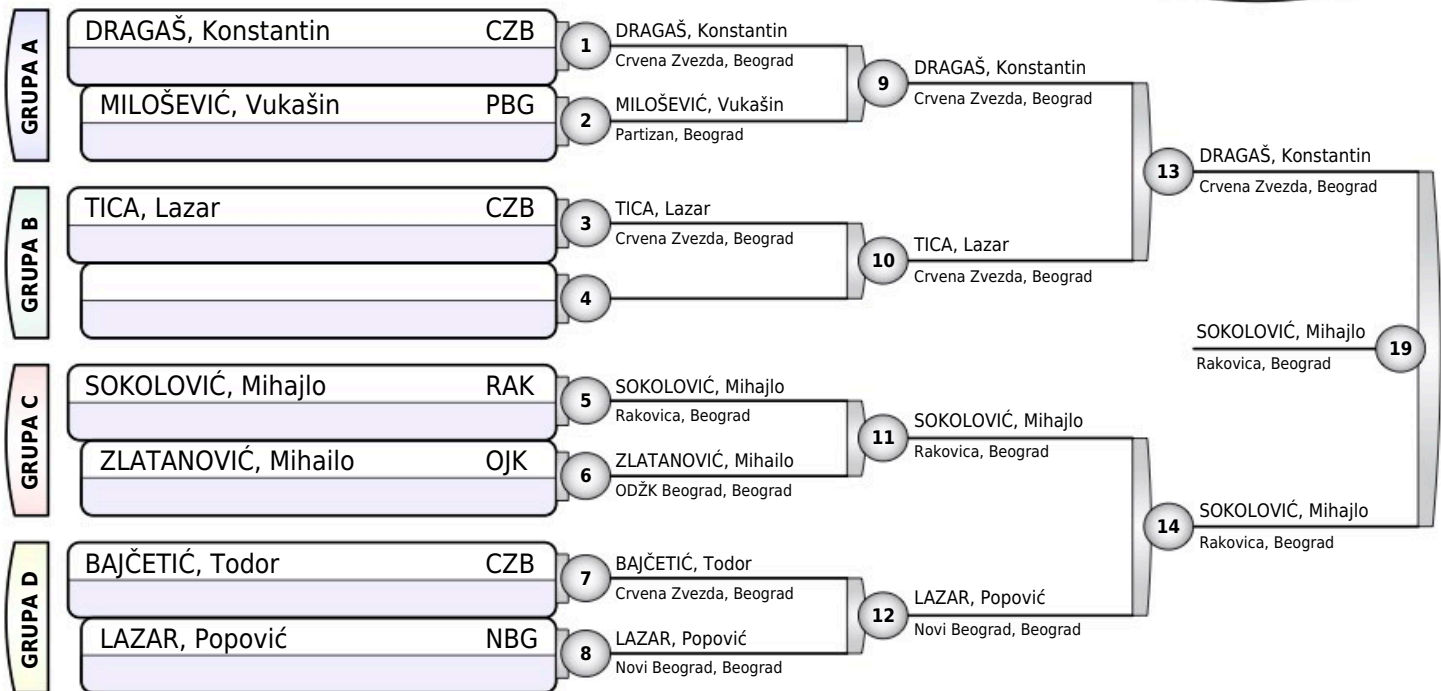 GRUPA A
DRAGAŠ, Konstantin CZB
MILOŠEVIĆ, Vukašin PBG
GRUPA B
TICA, Lazar CZB
GRUPA C
SOKOLOVIĆ, Mihajlo RAK
ZLATANOVIĆ, Mihailo OJK
GRUPA D
BAJČETIĆ, Todor CZB
LAZAR, Popović NBG
1 DRAGAŠ, Konstantin
Crvena Zvezda, Beograd
2 MILOŠEVIĆ, Vukašin
Partizan, Beograd
3 TICA, Lazar
Crvena Zvezda, Beograd
4
5 SOKOLOVIĆ, Mihajlo
Rakovica, Beograd
6 ZLATANOVIĆ, Mihailo
ODŽK Beograd, Beograd
7 BAJČETIĆ, Todor
Crvena Zvezda, Beograd
8 LAZAR, Popović
Novi Beograd, Beograd
9 DRAGAŠ, Konstantin
Crvena Zvezda, Beograd
10 TICA, Lazar
Crvena Zvezda, Beograd
11 SOKOLOVIĆ, Mihajlo
Rakovica, Beograd
12 LAZAR, Popović
Novi Beograd, Beograd
13 DRAGAŠ, Konstantin
Crvena Zvezda, Beograd
14 SOKOLOVIĆ, Mihajlo
Rakovica, Beograd
SOKOLOVIĆ, Mihajlo 19
Rakovica, Beograd